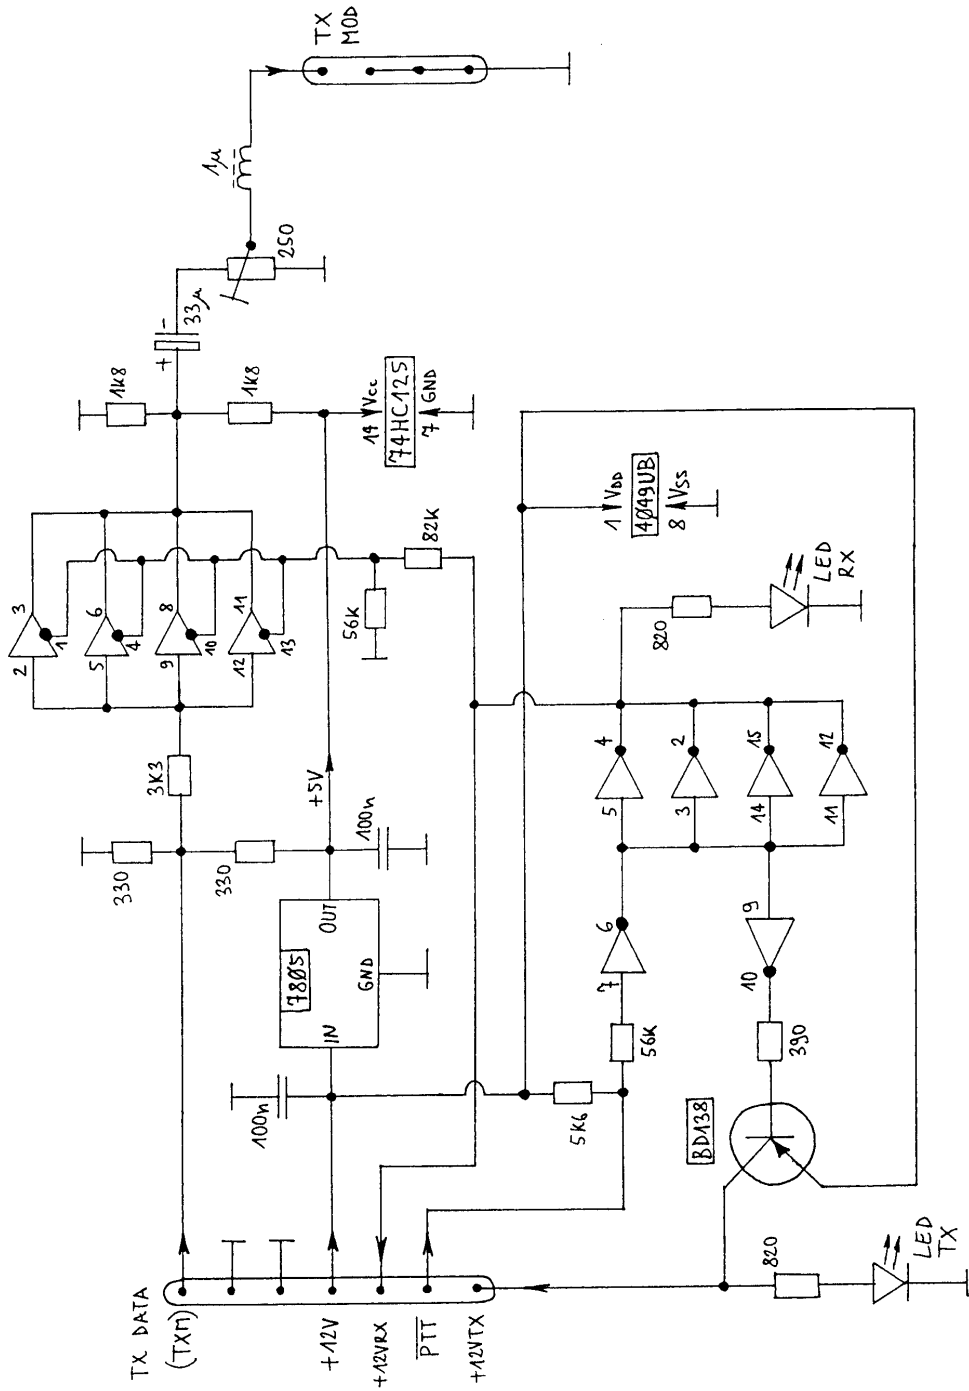 TX
MOD
1μ
250
33μ
+
-
1K8
1K8
14 Vcc
74HC125
7 GND
82K
56K
2
3
1
5
6
4
9
8
10
12
11
13
3K3
330
330
+5V
100n
7805
OUT
GND
IN
100n
1 VDD
4049UB
8 VSS
LED
RX
820
5
4
3
2
14
15
11
12
7
6
9
10
56K
5K6
390
BD138
820
LED
TX
TX DATA
(TXM)
+12V
+12VRX
PTT
+12VTX